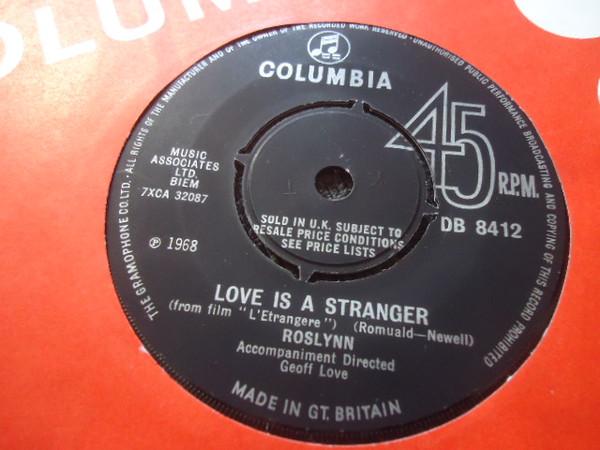 OLUM
THE GRAMOPHONE CO.LTD. · ALL RIGHTS OF THE MANUFACTURER AND OF THE OWNER OF THE RECORDED WORK RESERVED · UNAUTHORISED PUBLIC PERFORMANCE BROADCASTING AND COPYING OF THIS RECORD PROHIBITED
COLUMBIA
45
R.P.M.
DB 8412
MUSIC
ASSOCIATES
LTD.
BIEM
7XCA 32087
℗ 1968
SOLD IN U.K. SUBJECT TO
RESALE PRICE CONDITIONS
SEE PRICE LISTS
LOVE IS A STRANGER
(from film "L'Etrangere") (Romuald—Newell)
ROSLYNN
Accompaniment Directed
Geoff Love
MADE IN GT. BRITAIN